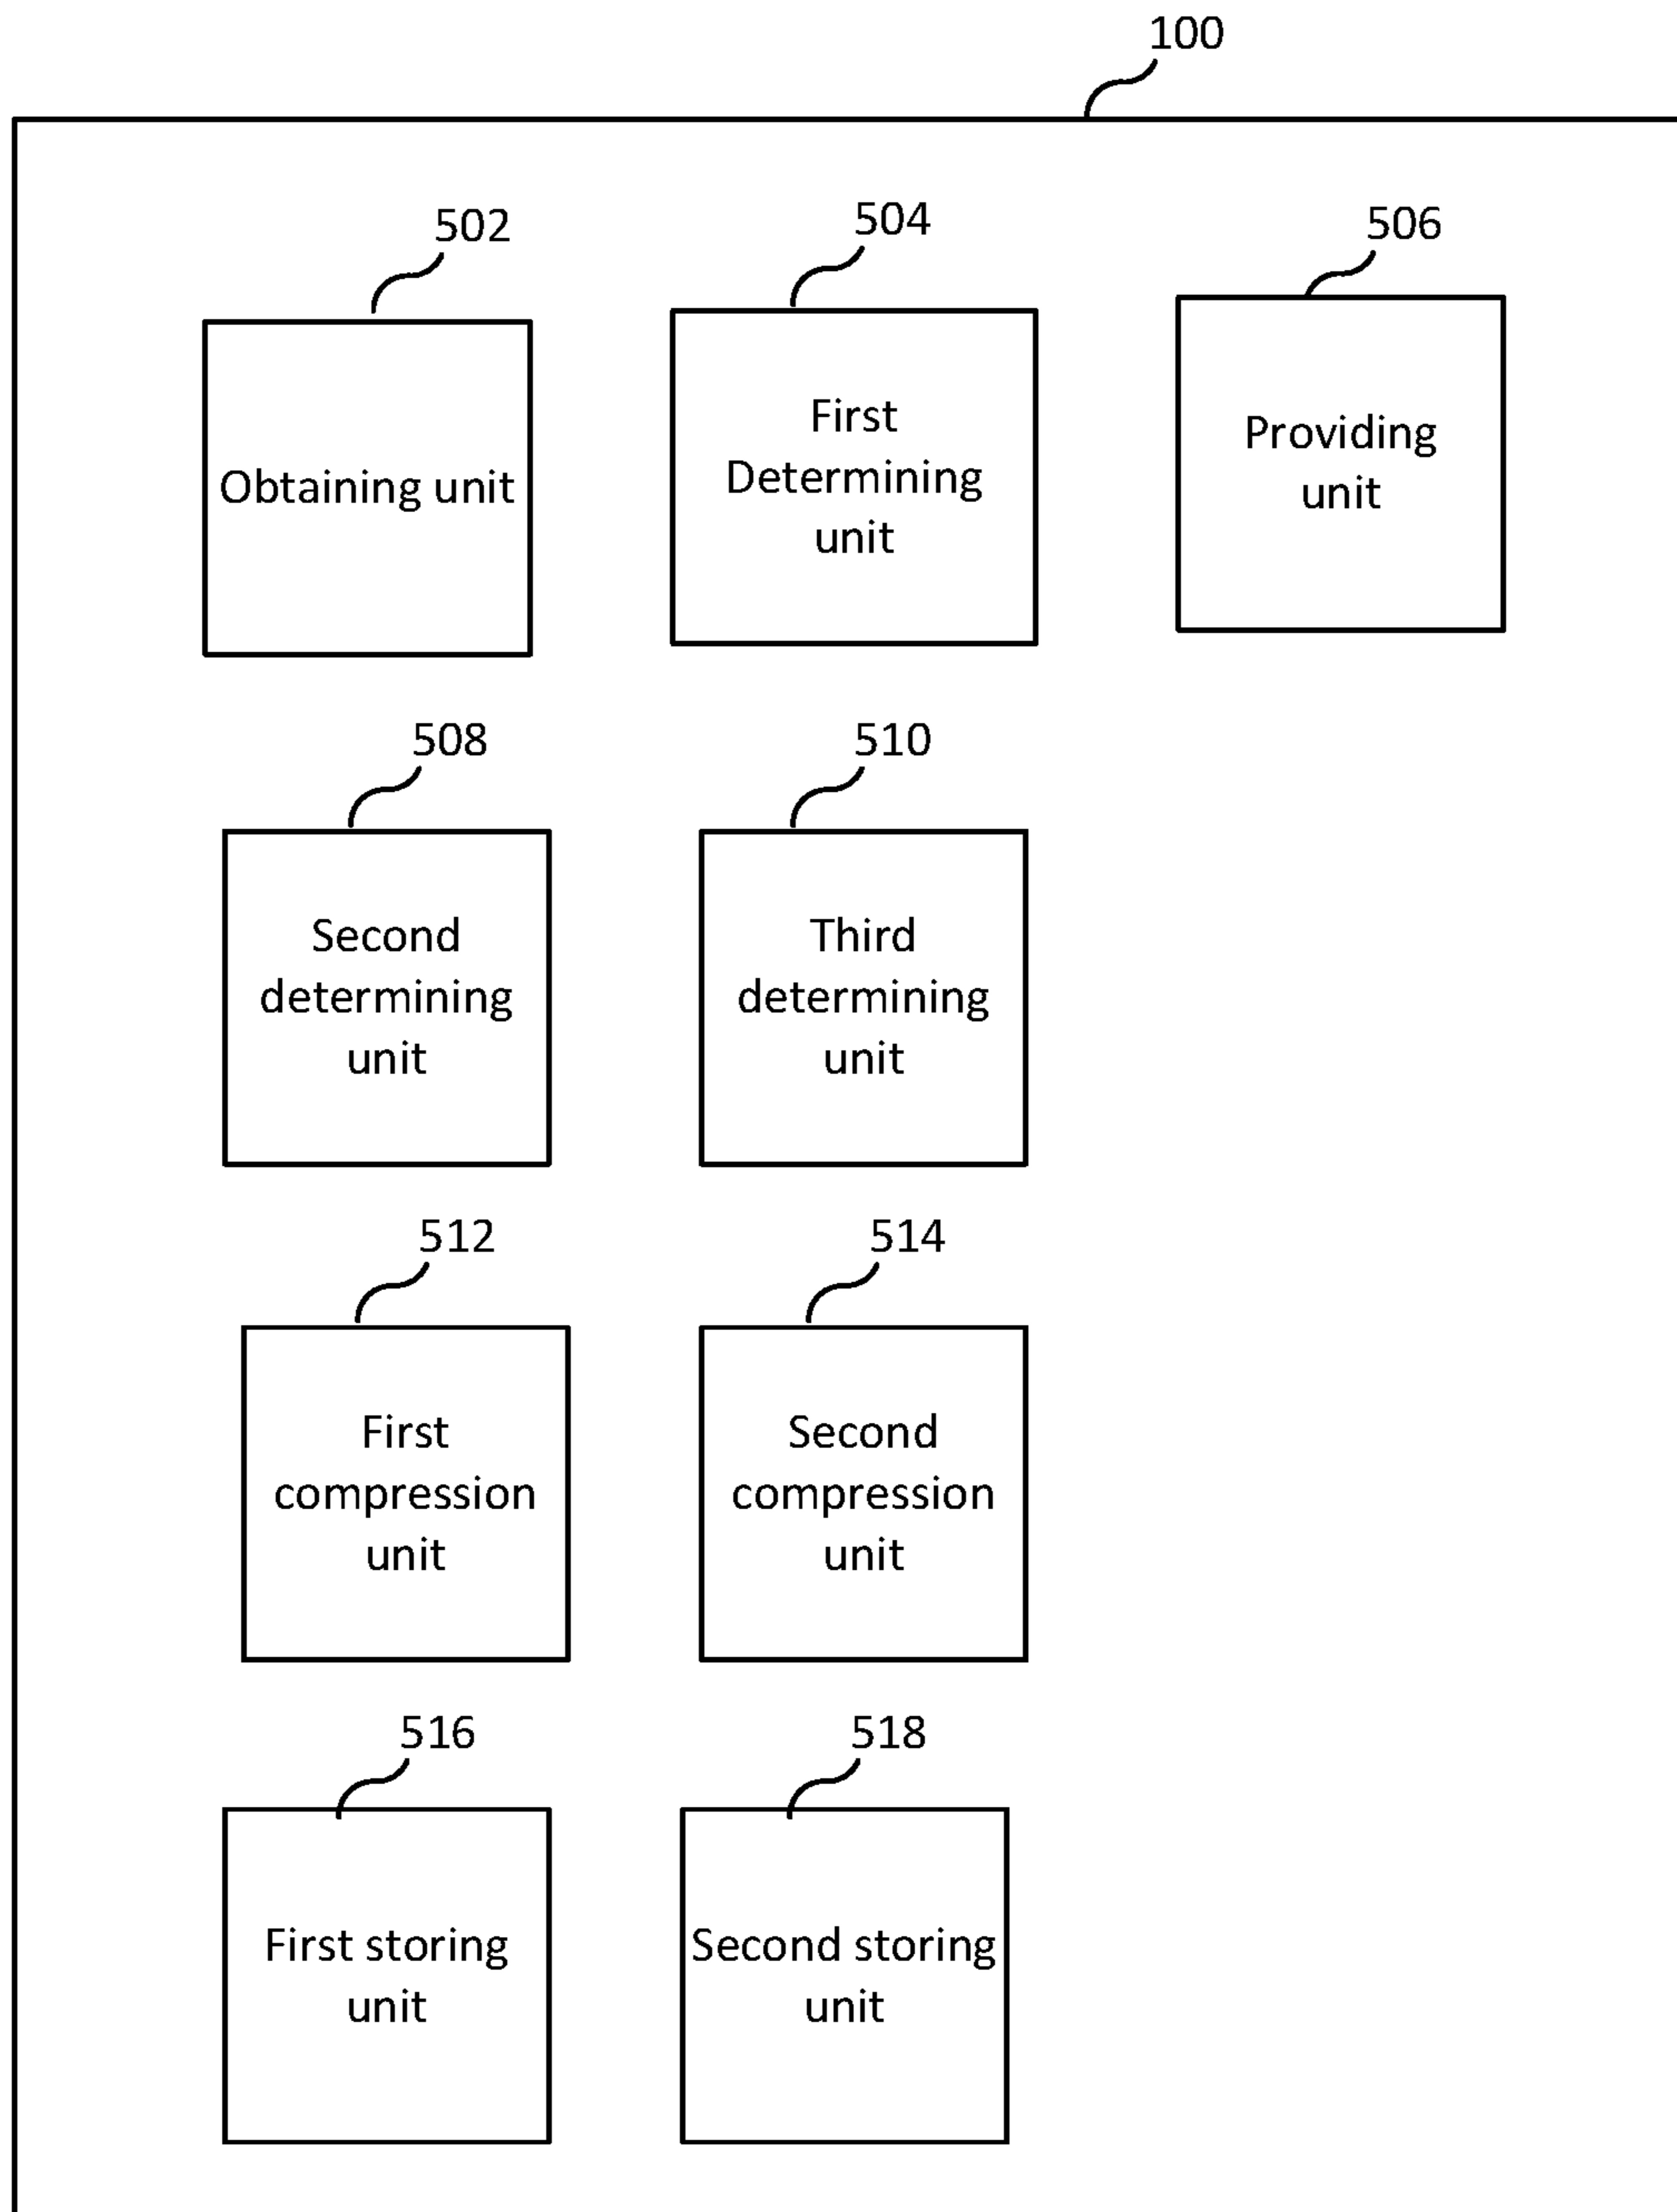 100
502
504
506
Obtaining unit
First
Determining
unit
Providing
unit
508
510
Second
determining
unit
Third
determining
unit
512
514
First
compression
unit
Second
compression
unit
516
518
First storing
unit
Second storing
unit